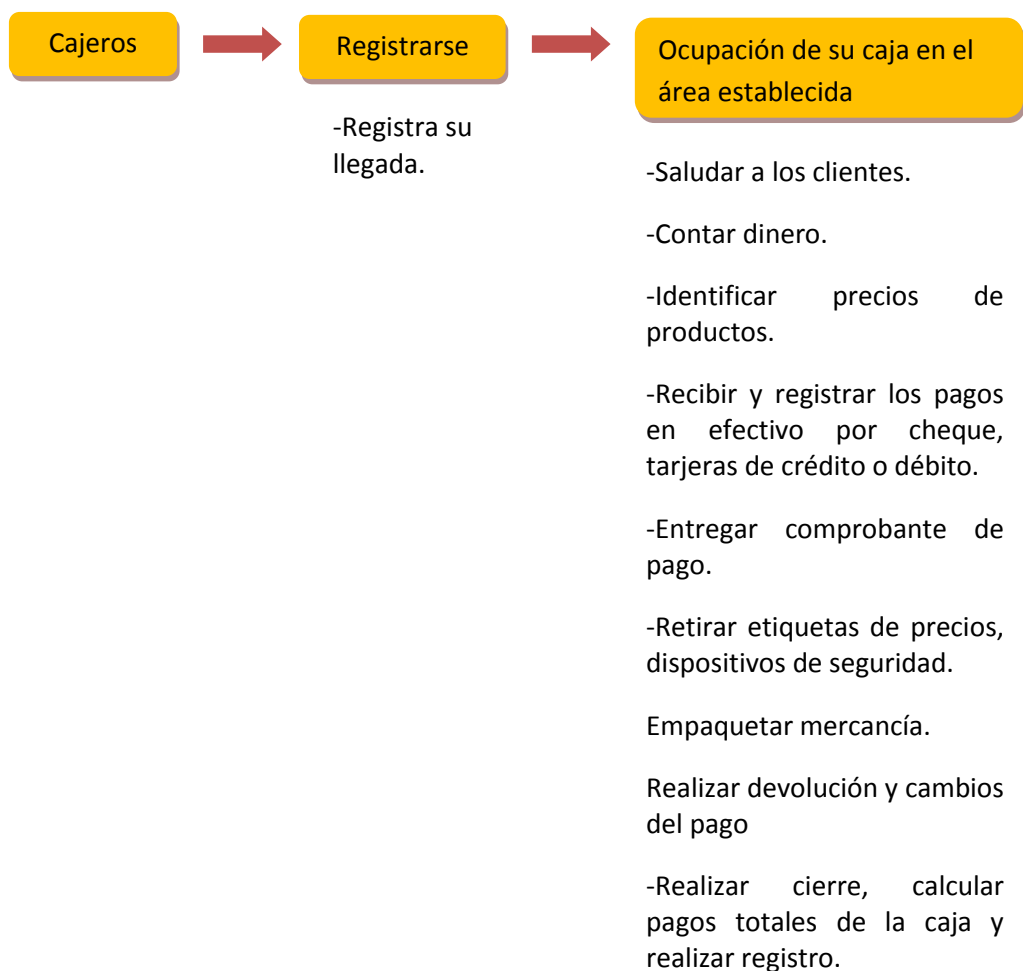 Cajeros
Registrarse
Ocupación de su caja en el
área establecida
-Registra su
llegada.
-Saludar a los clientes.
-Contar dinero.
-Identificar precios de
productos.
-Recibir y registrar los pagos
en efectivo por cheque,
tarjeras de crédito o débito.
-Entregar comprobante de
pago.
-Retirar etiquetas de precios,
dispositivos de seguridad.
Empaquetar mercancía.
Realizar devolución y cambios
del pago
-Realizar cierre, calcular
pagos totales de la caja y
realizar registro.